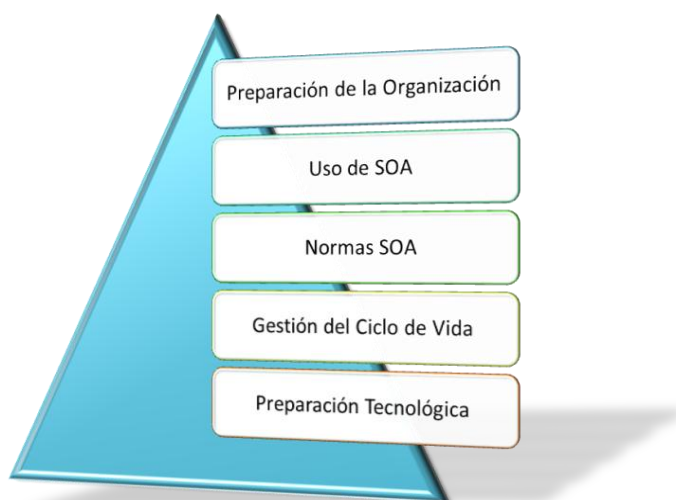 Preparación de la Organización
Uso de SOA
Normas SOA
Gestión del Ciclo de Vida
Preparación Tecnológica